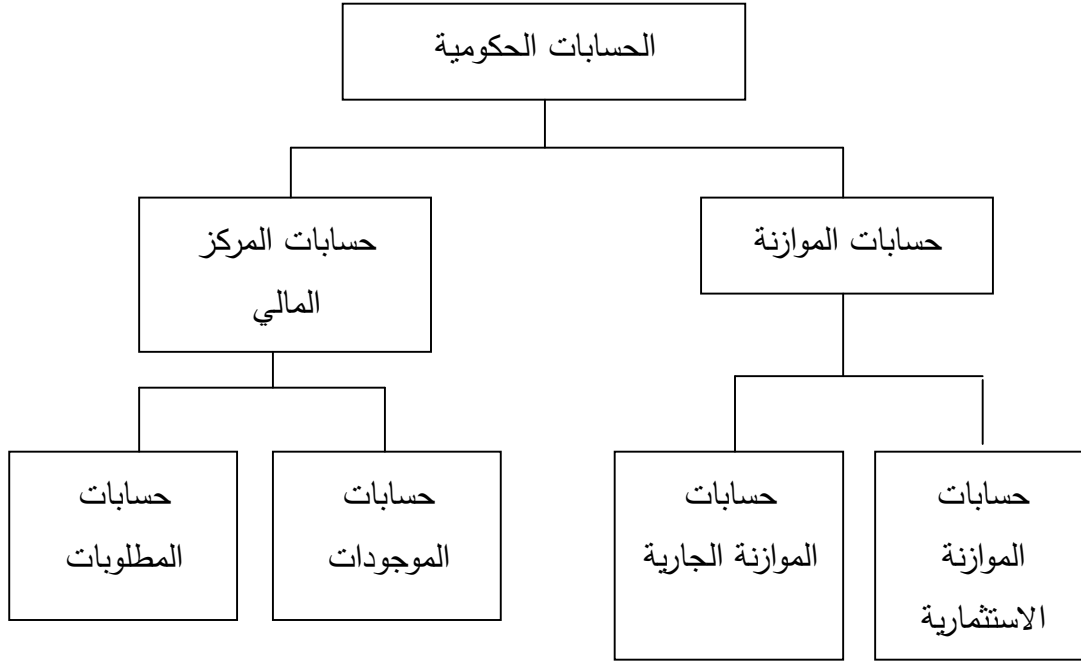 الحسابات الحكومية
حسابات الموازنة
حسابات المركز
المالي
حسابات
الموازنة
الاستثمارية
حسابات
الموازنة الجارية
حسابات
الموجودات
حسابات
المطلوبات